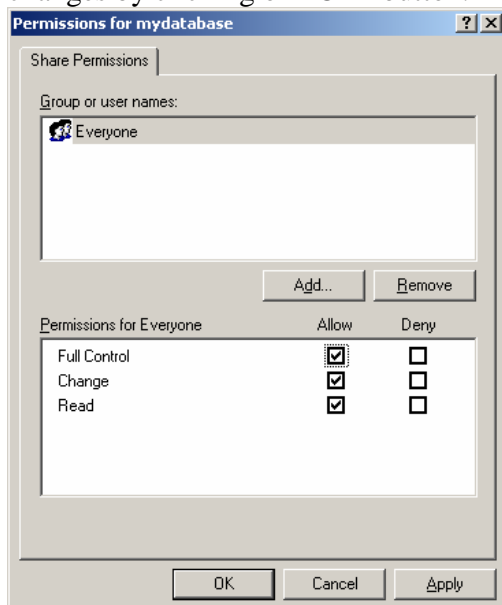 Permissions for mydatabase
Share Permissions
Group or user names:
Everyone
Add... Remove
Permissions for Everyone Allow Deny
Full Control
Change
Read
OK Cancel Apply